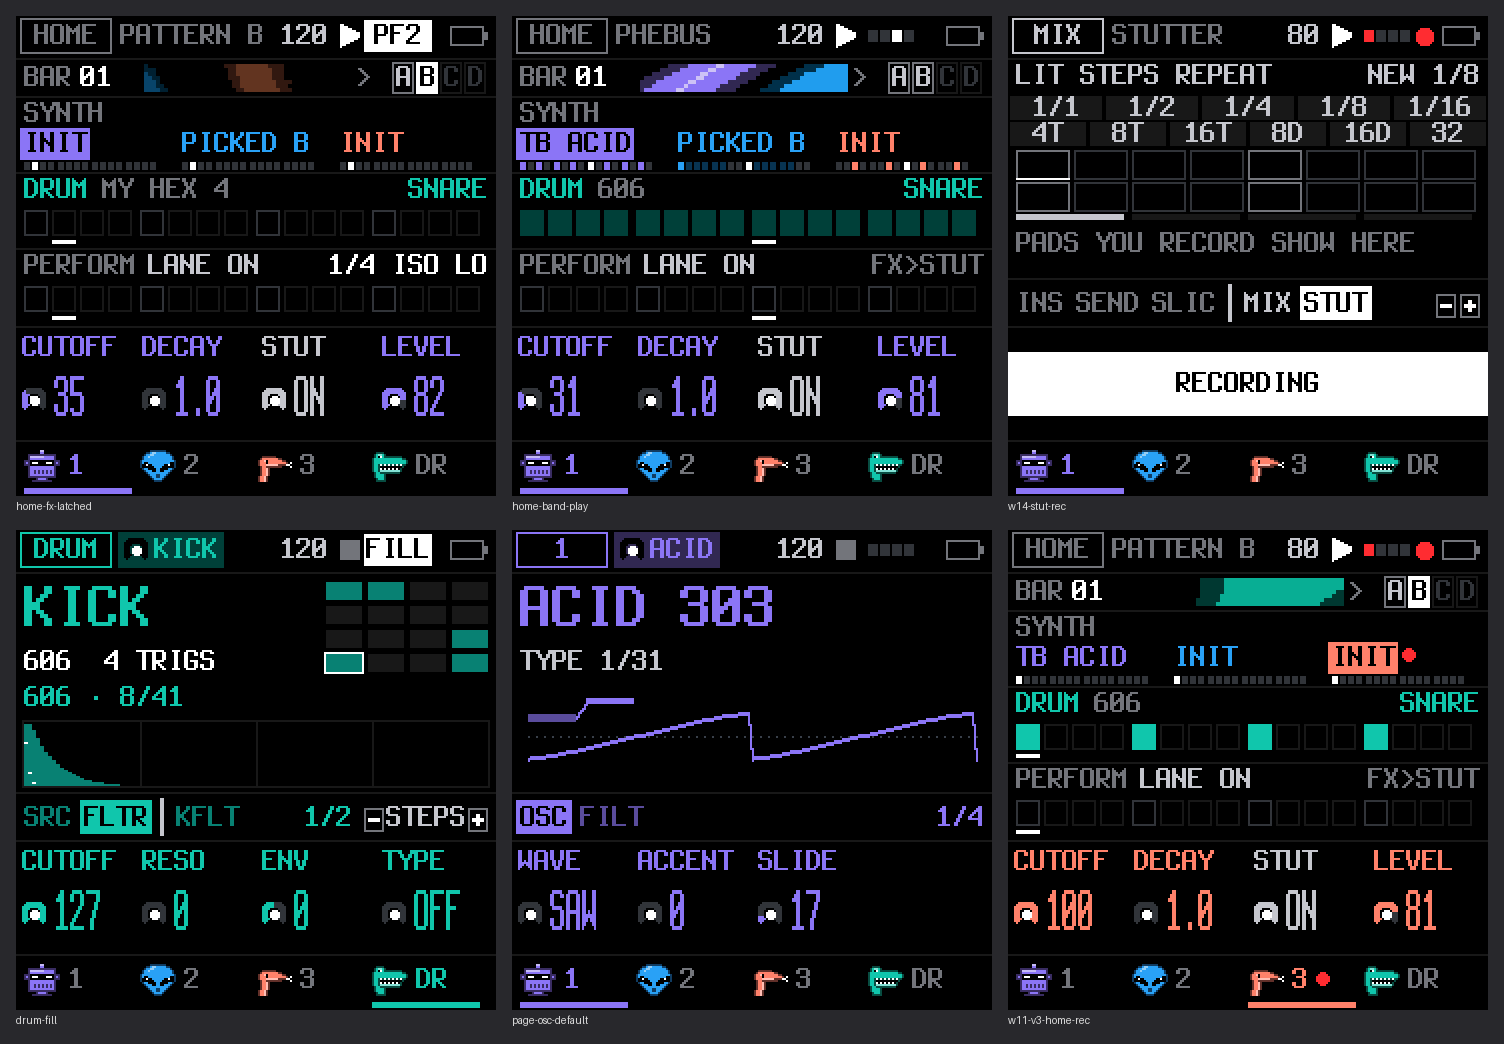 HOME PATTERN B 120 PF2
BAR 01 > A B C D
SYNTH
INIT PICKED B INIT
DRUM MY HEX 4 SNARE
PERFORM LANE ON 1/4 ISO LO
CUTOFF DECAY STUT LEVEL
35 1.0 ON 82
1 2 3 DR
home-fx-latched
HOME PHEBUS 120
BAR 01 > A B C D
SYNTH
TB ACID PICKED B INIT
DRUM 606 SNARE
PERFORM LANE ON FX>STUT
CUTOFF DECAY STUT LEVEL
31 1.0 ON 81
1 2 3 DR
home-band-play
MIX STUTTER 80
LIT STEPS REPEAT NEW 1/8
1/1 1/2 1/4 1/8 1/16
4T 8T 16T 8D 16D 32
PADS YOU RECORD SHOW HERE
INS SEND SLIC | MIX STUT - +
RECORDING
1 2 3 DR
w14-stut-rec
DRUM KICK 120 FILL
KICK
606 4 TRIGS
606 · 8/41
SRC FLTR | KFLT 1/2 - STEPS +
CUTOFF RESO ENV TYPE
127 0 0 OFF
1 2 3 DR
drum-fill
1 ACID 120
ACID 303
TYPE 1/31
OSC FILT 1/4
WAVE ACCENT SLIDE
SAW 0 17
1 2 3 DR
page-osc-default
HOME PATTERN B 80
BAR 01 > A B C D
SYNTH
TB ACID INIT INIT
DRUM 606 SNARE
PERFORM LANE ON FX>STUT
CUTOFF DECAY STUT LEVEL
100 1.0 ON 81
1 2 3 DR
w11-v3-home-rec